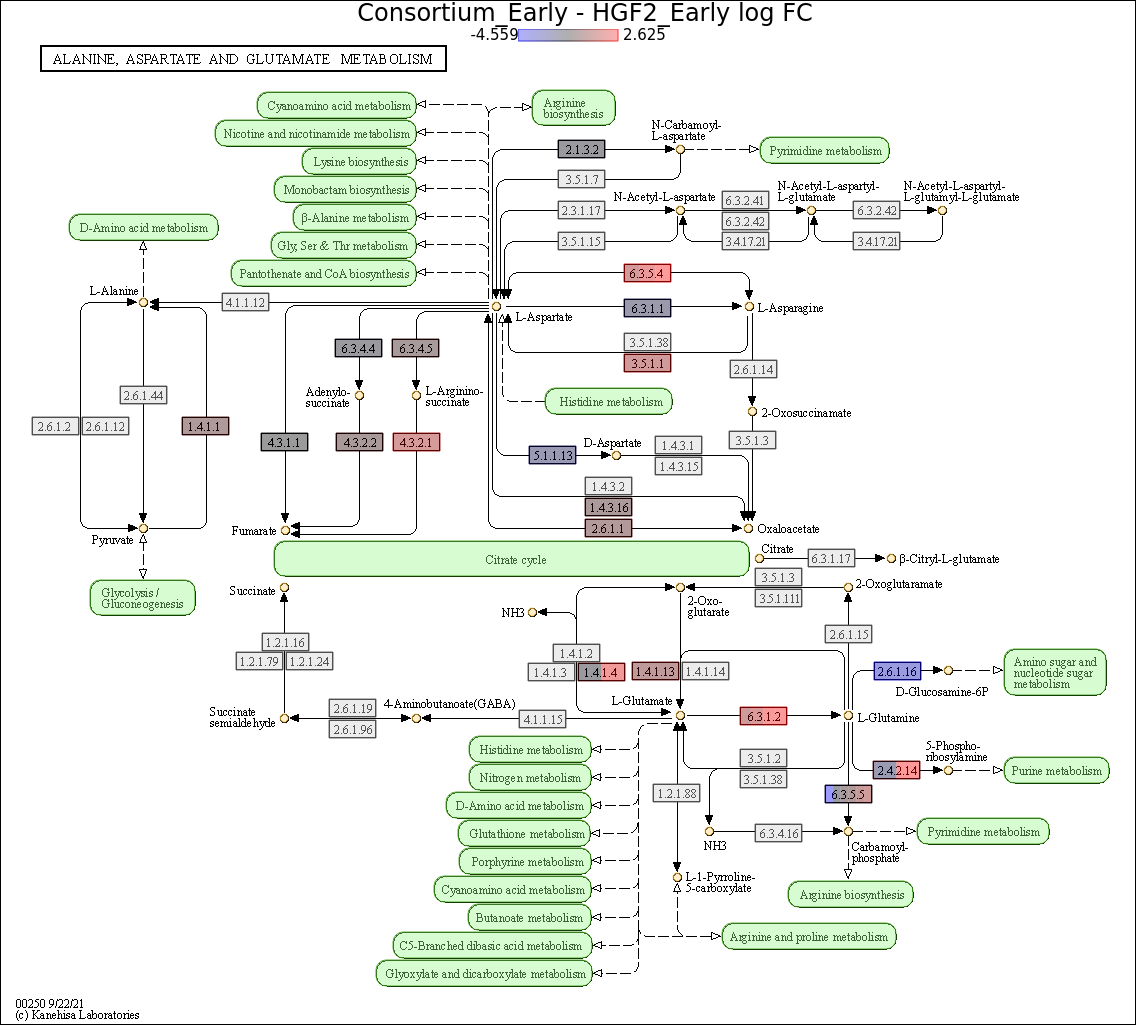 Consortium_Early - HGF2_Early log FC
-4.559 2.625
ALANINE, ASPARTATE AND GLUTAMATE METABOLISM
Cyanoamino acid metabolism
Arginine
biosynthesis
Nicotine and nicotinamide metabolism
N-Carbamoyl-
L-aspartate
2.1.3.2
Pyrimidine metabolism
Lysine biosynthesis
3.5.1.7
Monobactam biosynthesis
N-Acetyl-L-aspartate
6.3.2.41
N-Acetyl-L-aspartyl-
L-glutamate
N-Acetyl-L-aspartyl-
L-glutamyl-L-glutamate
β-Alanine metabolism
2.3.1.17
6.3.2.42
6.3.2.42
D-Amino acid metabolism
Gly, Ser & Thr metabolism
3.5.1.15
3.4.17.21
3.4.17.21
Pantothenate and CoA biosynthesis
6.3.5.4
L-Alanine
4.1.1.12
L-Aspartate
6.3.1.1
L-Asparagine
6.3.4.4
6.3.4.5
3.5.1.38
3.5.1.1
2.6.1.14
2.6.1.44
Adenylo-
succinate
L-Arginino-
succinate
Histidine metabolism
2-Oxosuccinamate
2.6.1.2
2.6.1.12
1.4.1.1
4.3.1.1
4.3.2.2
4.3.2.1
D-Aspartate
1.4.3.1
3.5.1.3
5.1.1.13
1.4.3.15
1.4.3.2
1.4.3.16
Pyruvate
Fumarate
2.6.1.1
Oxaloacetate
Citrate cycle
Citrate
6.3.1.17
β-Citryl-L-glutamate
Glycolysis /
Gluconeogenesis
Succinate
3.5.1.3
3.5.1.111
2-Oxoglutaramate
NH3
2-Oxo-
glutarate
1.2.1.16
1.2.1.79
1.2.1.24
1.4.1.2
1.4.1.3
1.4.1.4
1.4.1.13
1.4.1.14
2.6.1.15
2.6.1.16
D-Glucosamine-6P
Amino sugar and
nucleotide sugar
metabolism
Succinate
semialdehyde
2.6.1.19
2.6.1.96
4-Aminobutanoate(GABA)
4.1.1.15
L-Glutamate
6.3.1.2
L-Glutamine
Histidine metabolism
3.5.1.2
3.5.1.38
5-Phospho-
ribosylamine
2.4.2.14
Purine metabolism
Nitrogen metabolism
1.2.1.88
6.3.5.5
D-Amino acid metabolism
Glutathione metabolism
NH3
6.3.4.16
Carbamoyl-
phosphate
Pyrimidine metabolism
Porphyrine metabolism
Cyanoamino acid metabolism
L-1-Pyrroline-
5-carboxylate
Arginine biosynthesis
Butanoate metabolism
C5-Branched dibasic acid metabolism
Arginine and proline metabolism
Glyoxylate and dicarboxylate metabolism
00250 9/22/21
(c) Kanehisa Laboratories